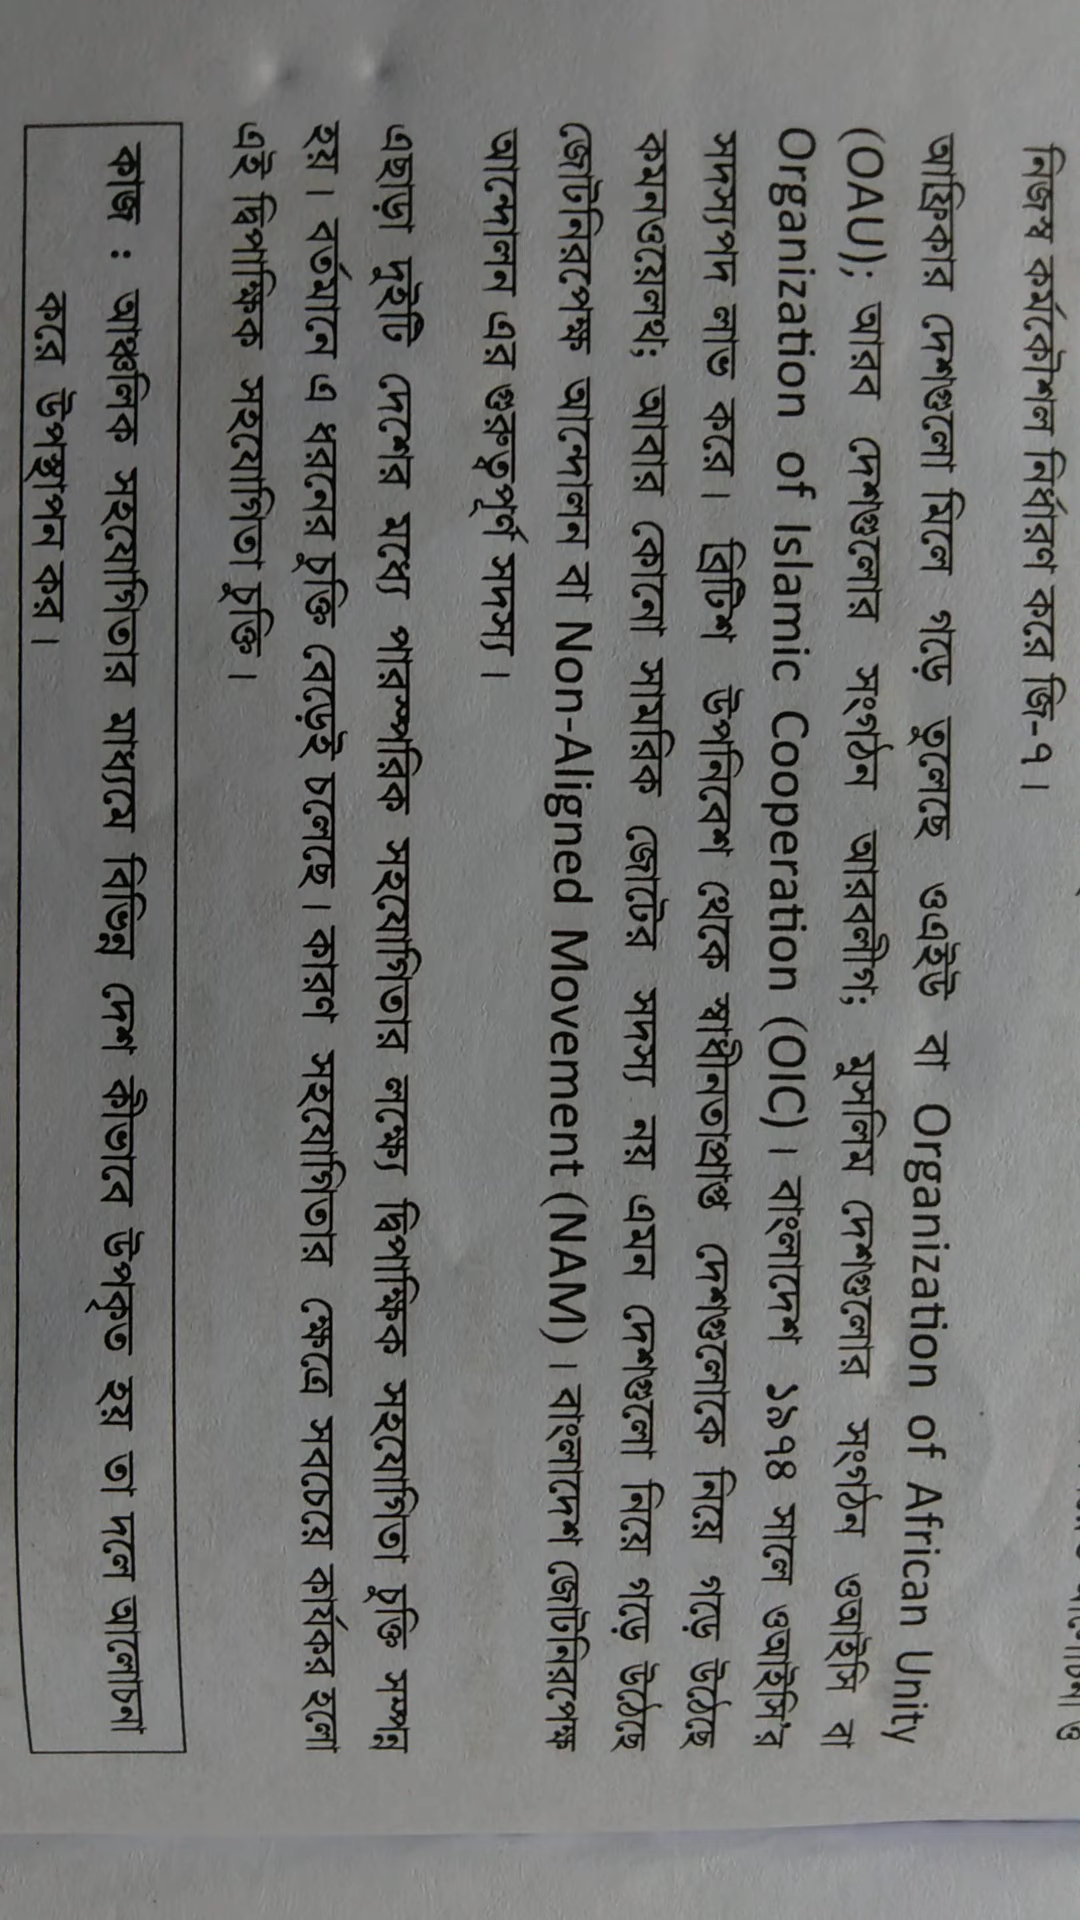 নিজস্ব কর্মকৌশল নির্ধারণ করে জি-৭।
আফ্রিকার দেশগুলো মিলে গড়ে তুলেছে ওএইউ বা Organization of African Unity
(OAU); আরব দেশগুলোর সংগঠন আরবলীগ; মুসলিম দেশগুলোর সংগঠন ওআইসি বা
Organization of Islamic Cooperation (OIC)। বাংলাদেশ ১৯৭৪ সালে ওআইসি'র
সদস্যপদ লাভ করে। ব্রিটিশ উপনিবেশ থেকে স্বাধীনতাপ্রাপ্ত দেশগুলোকে নিয়ে গড়ে উঠেছে
কমনওয়েলথ; আবার কোনো সামরিক জোটের সদস্য নয় এমন দেশগুলো নিয়ে গড়ে উঠেছে
জোটনিরপেক্ষ আন্দোলন বা Non-Aligned Movement (NAM)। বাংলাদেশ জোটনিরপেক্ষ
আন্দোলন এর গুরুত্বপূর্ণ সদস্য।
এছাড়া দুইটি দেশের মধ্যে পারস্পরিক সহযোগিতার লক্ষ্যে দ্বিপাক্ষিক সহযোগিতা চুক্তি সম্পন্ন
হয়। বর্তমানে এ ধরনের চুক্তি বেড়েই চলেছে। কারণ সহযোগিতার ক্ষেত্রে সবচেয়ে কার্যকর হলো
এই দ্বিপাক্ষিক সহযোগিতা চুক্তি।
কাজ : আঞ্চলিক সহযোগিতার মাধ্যমে বিভিন্ন দেশ কীভাবে উপকৃত হয় তা দলে আলোচনা
করে উপস্থাপন কর।